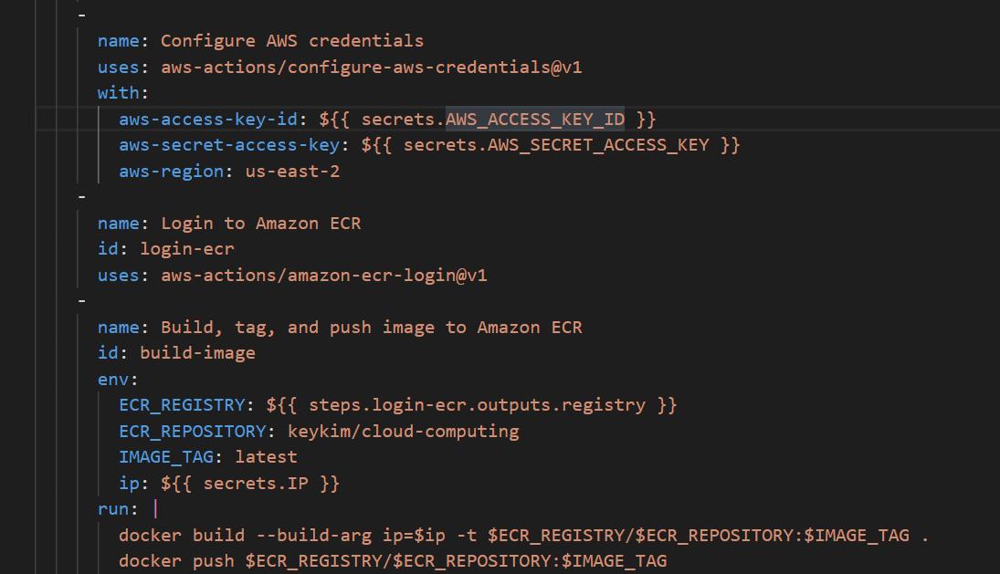 -
name: Configure AWS credentials
uses: aws-actions/configure-aws-credentials@v1
with:
aws-access-key-id: ${{ secrets.AWS_ACCESS_KEY_ID }}
aws-secret-access-key: ${{ secrets.AWS_SECRET_ACCESS_KEY }}
aws-region: us-east-2
-
name: Login to Amazon ECR
id: login-ecr
uses: aws-actions/amazon-ecr-login@v1
-
name: Build, tag, and push image to Amazon ECR
id: build-image
env:
ECR_REGISTRY: ${{ steps.login-ecr.outputs.registry }}
ECR_REPOSITORY: keykim/cloud-computing
IMAGE_TAG: latest
ip: ${{ secrets.IP }}
run: |
docker build --build-arg ip=$ip -t $ECR_REGISTRY/$ECR_REPOSITORY:$IMAGE_TAG .
docker push $ECR_REGISTRY/$ECR_REPOSITORY:$IMAGE_TAG